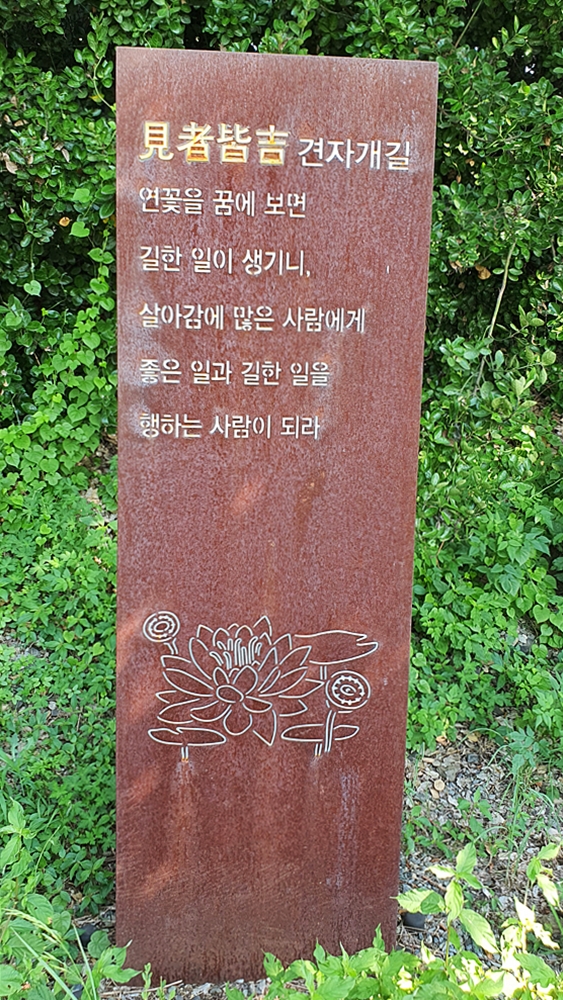 見者皆吉 견자개길
연꽃을 꿈에 보면
길한 일이 생기니,
살아감에 많은 사람에게
좋은 일과 길한 일을
행하는 사람이 되라